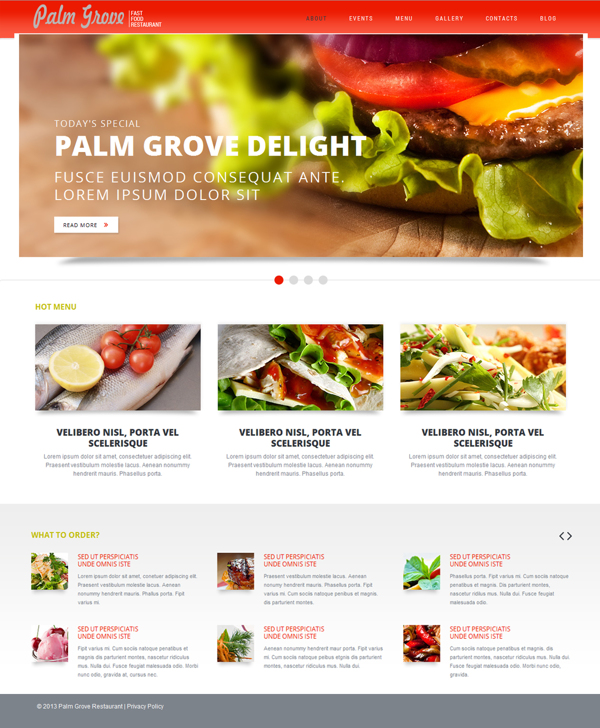 Palm Grove
FAST
FOOD
RESTAURANT
ABOUT EVENTS MENU GALLERY CONTACTS BLOG
TODAY'S SPECIAL
PALM GROVE DELIGHT
FUSCE EUISMOD CONSEQUAT ANTE.
LOREM IPSUM DOLOR SIT
READ MORE »
HOT MENU
VELIBERO NISL, PORTA VEL
SCELERISQUE
Lorem ipsum dolor sit amet, consectetuer adipiscing elit.
Praesent vestibulum molestie lacus. Aenean nonummy
hendrerit mauris. Phasellus porta.
VELIBERO NISL, PORTA VEL
SCELERISQUE
Lorem ipsum dolor sit amet, consectetuer adipiscing elit.
Praesent vestibulum molestie lacus. Aenean nonummy
hendrerit mauris. Phasellus porta.
VELIBERO NISL, PORTA VEL
SCELERISQUE
Lorem ipsum dolor sit amet, consectetuer adipiscing elit.
Praesent vestibulum molestie lacus. Aenean nonummy
hendrerit mauris. Phasellus porta.
WHAT TO ORDER?
SED UT PERSPICIATIS
UNDE OMNIS ISTE
Lorem ipsum dolor sit amet, conetuer adipiscing elit.
Praesent vestibulum molestie lacus. Aenean
nonummy hendrerit mauris. Phallus porta. Fipit
varius mi.
SED UT PERSPICIATIS
UNDE OMNIS ISTE
Praesent vestibulum molestie lacus. Aenean
nonumy hendrerit mauris. Phasellus porta. Fipit
varius mi. Cum sociis natoque penatibus et magnis.
dis parturient montes.
SED UT PERSPICIATIS
UNDE OMNIS ISTE
Phasellus porta. Fipit varius mi. Cum sociis natoque
penatibus et magnis dis. Parturient montes,
nascetur ridilus mus. Nulla dui. Fusce feugiat
malesuada odio.
SED UT PERSPICIATIS
UNDE OMNIS ISTE
Fipit varius mi. Cum sociis natoque penatibus et
magnis dis parturient montes, nascetur ridiculus
mus. Nulla dui. Fusce feugiat malesuada odio. Morbi
nunc odio, gravida at, cursus nec.
SED UT PERSPICIATIS
UNDE OMNIS ISTE
Aenean nonummy hendrerit maur porta. Fipit varius
mi. Cum sociis natoque peibus etgnis dis parturient
montes, nascetur ridiculus mus. Nulla dui.
SED UT PERSPICIATIS
UNDE OMNIS ISTE
Fipit varius mi. Cum sociis natoque penatibus et
magnis dis parturient montes, nascetur ridiculus
mus. Nulla dui. Fusce malesuada odio. Morbi nunc
odio, gravida.
© 2013 Palm Grove Restaurant | Privacy Policy